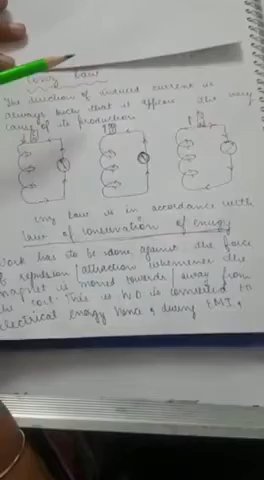 Lenz Law
The direction of induced current is
always such that it oppose the very
cause of its production
Lenz law is in accordance with
law of conservation of energy
Work has to be done against the force
of repulsion / attraction whenever the
magnet is moved towards / away from
the coil. This is WD is converted to
electrical energy Hence, during EMI,